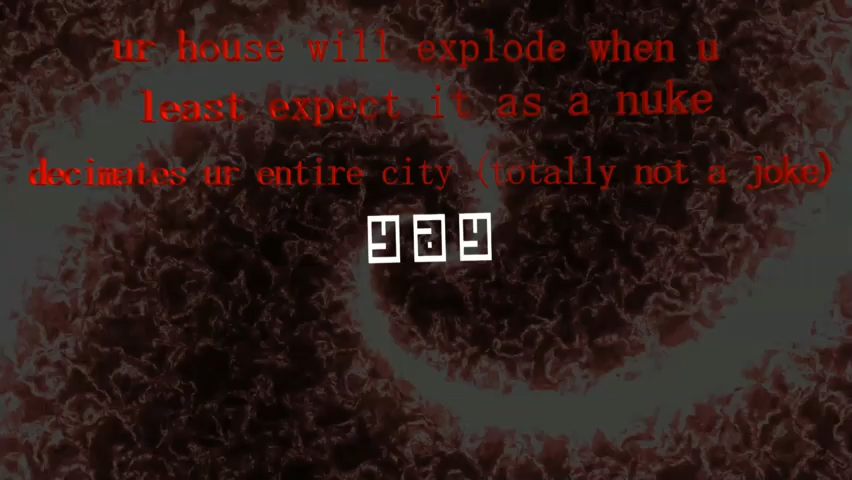 ur house will explode when u
least expect it as a nuke
decimates ur entire city (totally not a joke)
yay